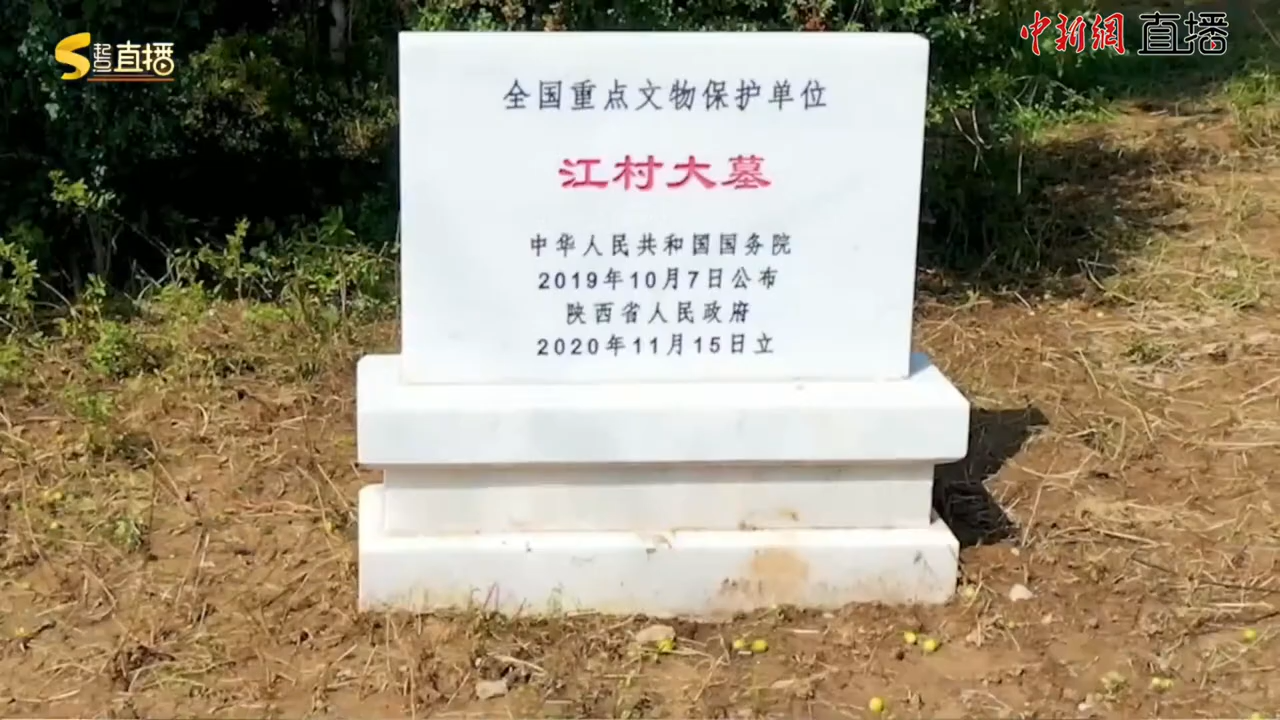 直播
中新網 直播
全国重点文物保护单位
江村大墓
中华人民共和国国务院
2019年10月7日公布
陕西省人民政府
2020年11月15日立